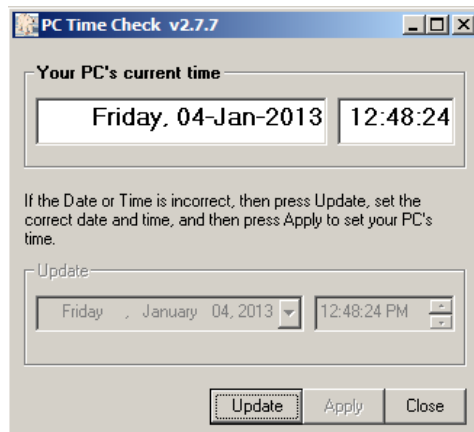 PC Time Check v2.7.7
Your PC's current time
Friday, 04-Jan-2013 12:48:24
If the Date or Time is incorrect, then press Update, set the
correct date and time, and then press Apply to set your PC's
time.
Update
Friday , January 04, 2013 12:48:24 PM
Update Apply Close